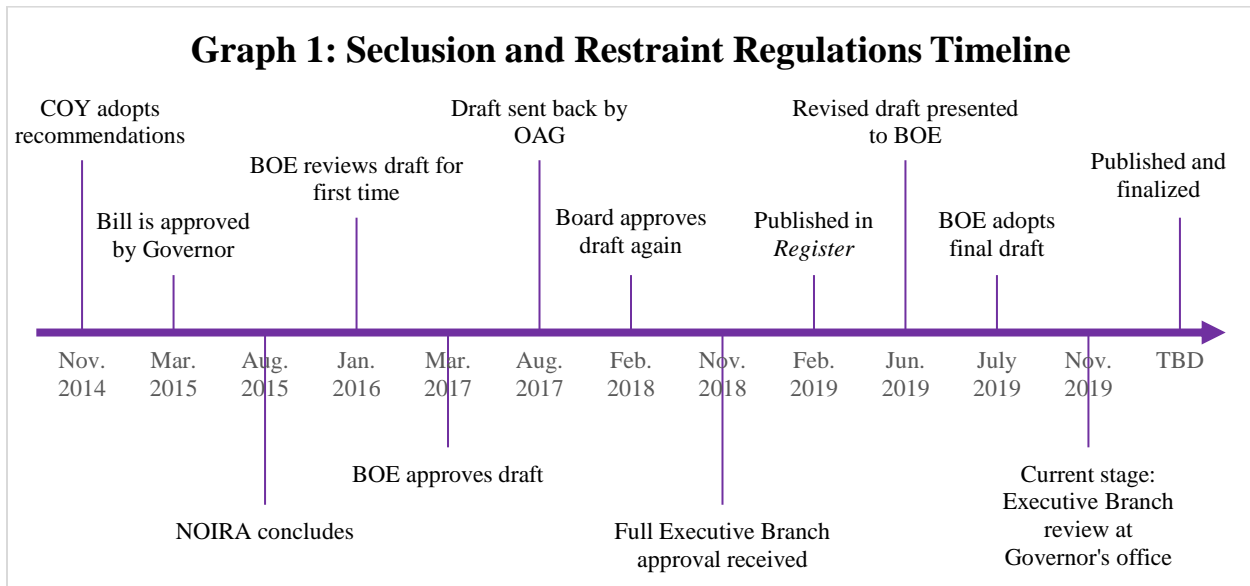 Graph 1: Seclusion and Restraint Regulations Timeline
COY adopts
recommendations
Bill is approved
by Governor
BOE reviews draft for
first time
Draft sent back by
OAG
Board approves
draft again
Published in
Register
Revised draft presented
to BOE
BOE adopts
final draft
Published and
finalized
Nov.
2014
Mar.
2015
Aug.
2015
Jan.
2016
Mar.
2017
Aug.
2017
Feb.
2018
Nov.
2018
Feb.
2019
Jun.
2019
July
2019
Nov.
2019
TBD
NOIRA concludes
BOE approves draft
Full Executive Branch
approval received
Current stage:
Executive Branch
review at
Governor's office